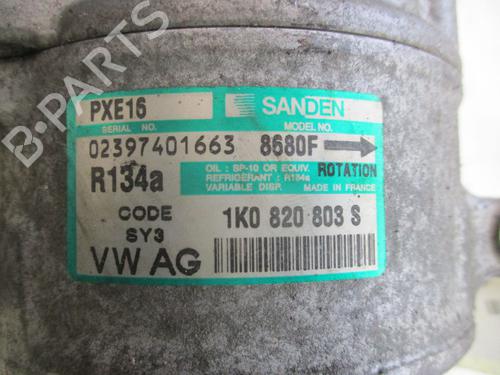 PXE16 SANDEN
SERIAL NO. MODEL NO.
02397401663 8680F
OIL : SP-10 OR EQUIV. ROTATION
REFRIGERANT : R134a
VARIABLE DISP. MADE IN FRANCE
R134a
CODE 1K0 820 803 S
SY3
VW AG
B-PARTS